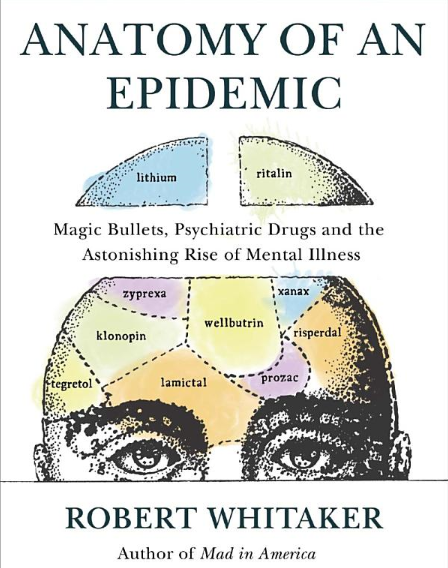 ANATOMY OF AN
EPIDEMIC
lithium
ritalin
Magic Bullets, Psychiatric Drugs and the
Astonishing Rise of Mental Illness
zyprexa
xanax
klonopin
wellbutrin
risperdal
tegretol
lamictal
prozac
ROBERT WHITAKER
Author of Mad in America